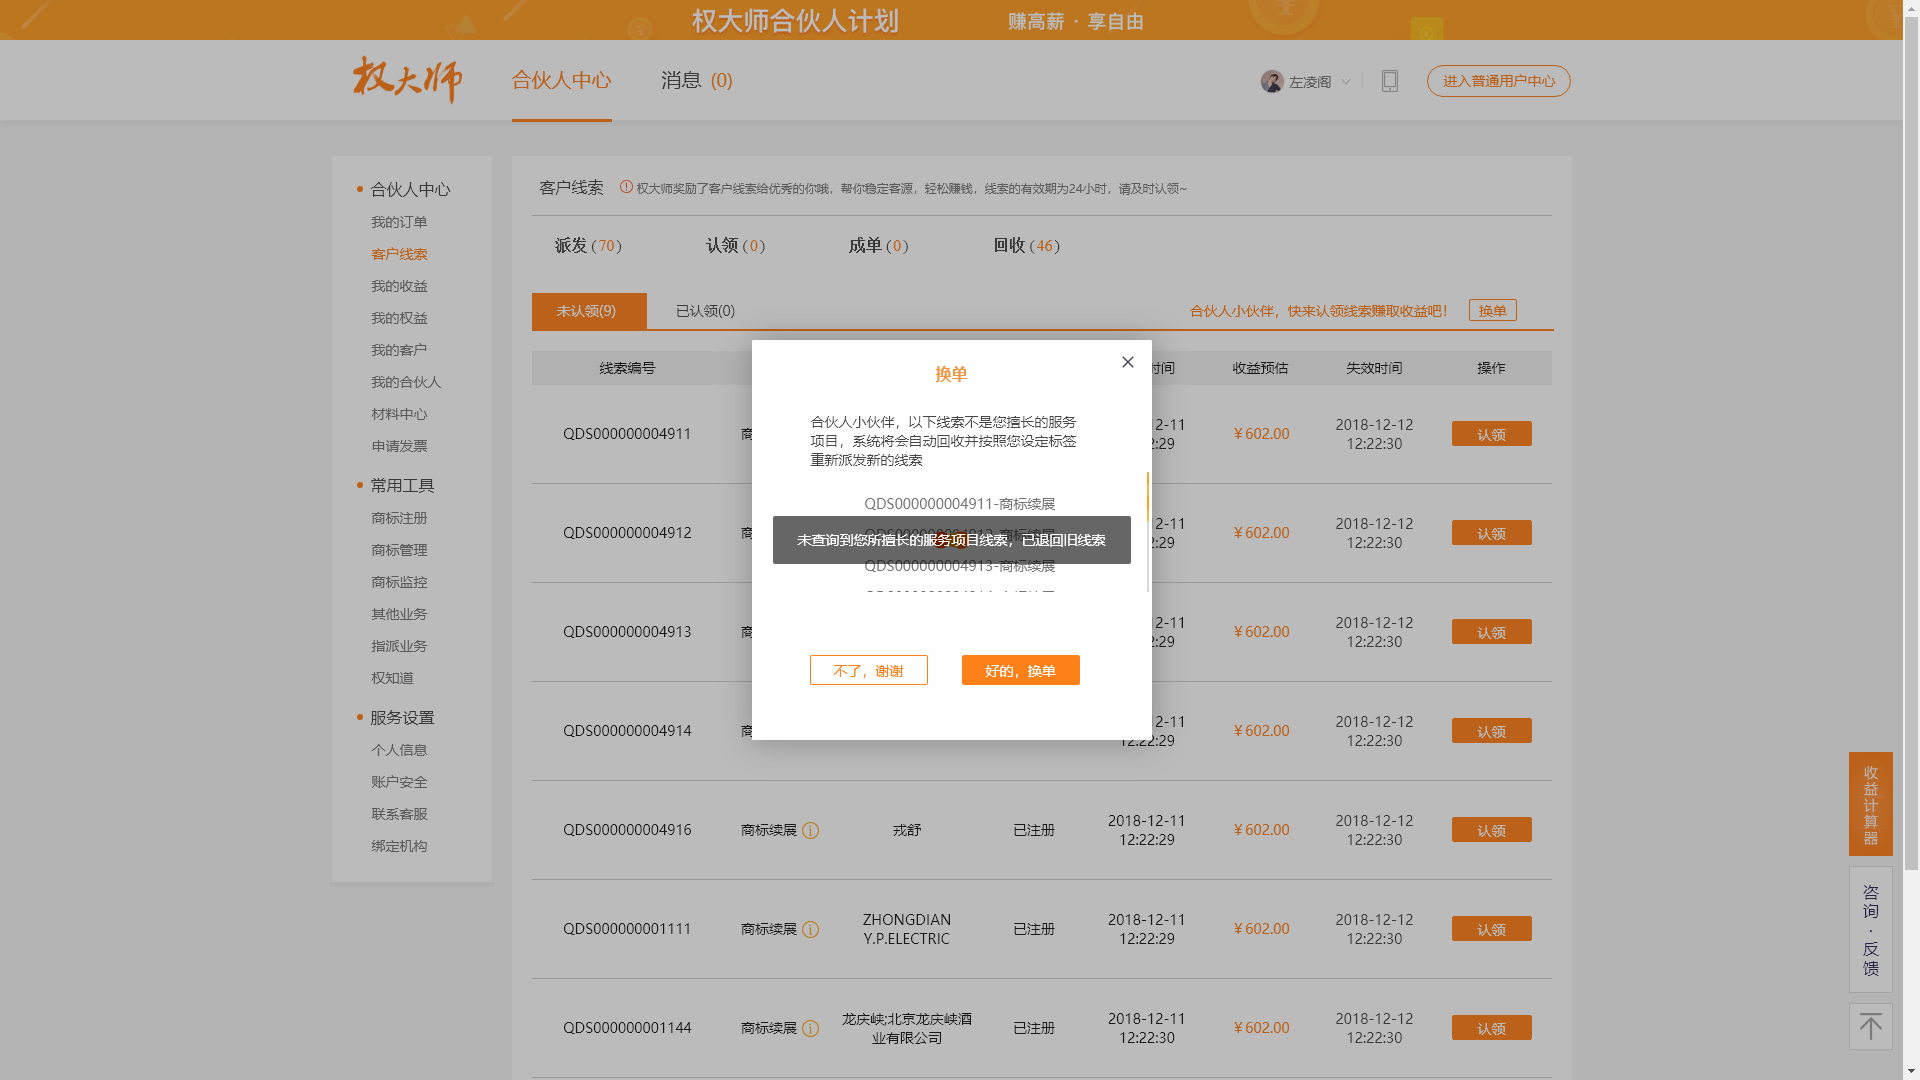 权大师合伙人计划
赚高薪 · 享自由
权大师
合伙人中心
消息 (0)
左凌阁
进入普通用户中心
合伙人中心
我的订单
客户线索
我的收益
我的权益
我的客户
我的合伙人
材料中心
申请发票
常用工具
商标注册
商标管理
商标监控
其他业务
指派业务
权知道
服务设置
个人信息
账户安全
联系客服
绑定机构
客户线索 权大师奖励了客户线索给优秀的你哦，帮你稳定客源，轻松赚钱，线索的有效期为24小时，请及时认领~
派发 (70) 认领 (0) 成单 (0) 回收 (46)
未认领(9) 已认领(0) 合伙人小伙伴，快来认领线索赚取收益吧！ 换单
线索编号 时间 收益预估 失效时间 操作
QDS000000004911 商 2-11 2:29 ￥602.00 2018-12-12 12:22:30 认领
QDS000000004912 商 2-11 2:29 ￥602.00 2018-12-12 12:22:30 认领
QDS000000004913 商 2-11 2:29 ￥602.00 2018-12-12 12:22:30 认领
QDS000000004914 商 2-11 12:22:29 ￥602.00 2018-12-12 12:22:30 认领
QDS000000004916 商标续展 戎舒 已注册 2018-12-11 12:22:29 ￥602.00 2018-12-12 12:22:30 认领
QDS000000001111 商标续展 ZHONGDIAN Y.P.ELECTRIC 已注册 2018-12-11 12:22:29 ￥602.00 2018-12-12 12:22:30 认领
QDS000000001144 商标续展 龙庆峡;北京龙庆峡酒业有限公司 已注册 2018-12-11 12:22:30 ￥602.00 2018-12-12 12:22:30 认领
换单
合伙人小伙伴，以下线索不是您擅长的服务
项目，系统将会自动回收并按照您设定标签
重新派发新的线索
QDS000000004911-商标续展
未查询到您所擅长的服务项目线索，已退回旧线索
QDS000000004913-商标续展
不了，谢谢
好的，换单
收益计算器
咨询·反馈